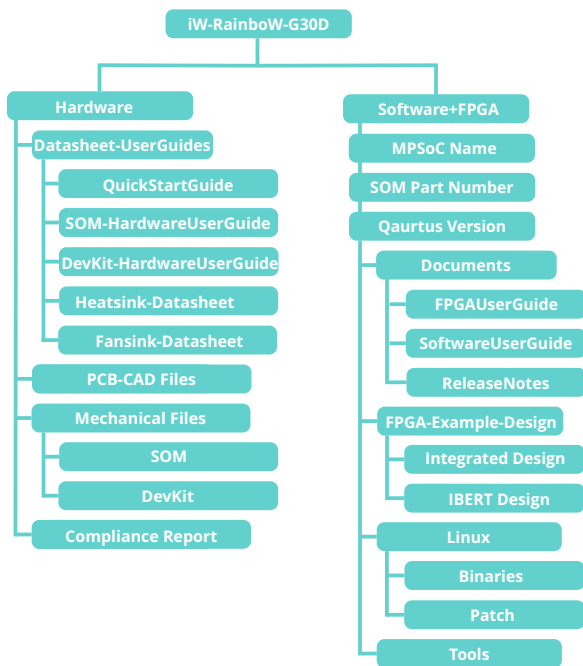 iW-RainboW-G30D
Hardware
Datasheet-UserGuides
QuickStartGuide
SOM-HardwareUserGuide
DevKit-HardwareUserGuide
Heatsink-Datasheet
Fansink-Datasheet
PCB-CAD Files
Mechanical Files
SOM
DevKit
Compliance Report
Software+FPGA
MPSoC Name
SOM Part Number
Qaurtus Version
Documents
FPGAUserGuide
SoftwareUserGuide
ReleaseNotes
FPGA-Example-Design
Integrated Design
IBERT Design
Linux
Binaries
Patch
Tools